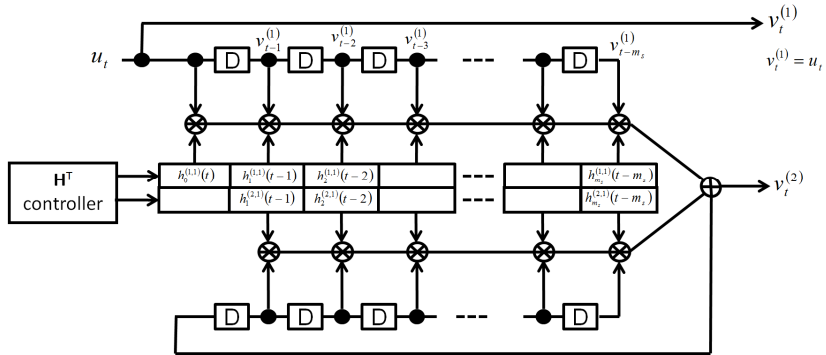 v_t^{(1)}
u_t D v_{t-1}^{(1)} D v_{t-2}^{(1)} D v_{t-3}^{(1)} D v_{t-m_s}^{(1)}
v_t^{(1)} = u_t
H^T controller
h_0^{(1,1)}(t) h_1^{(1,1)}(t-1) h_2^{(1,1)}(t-2) h_{m_s}^{(1,1)}(t-m_s)
h_1^{(2,1)}(t-1) h_2^{(2,1)}(t-2) h_{m_s}^{(2,1)}(t-m_s)
v_t^{(2)}
D D D D